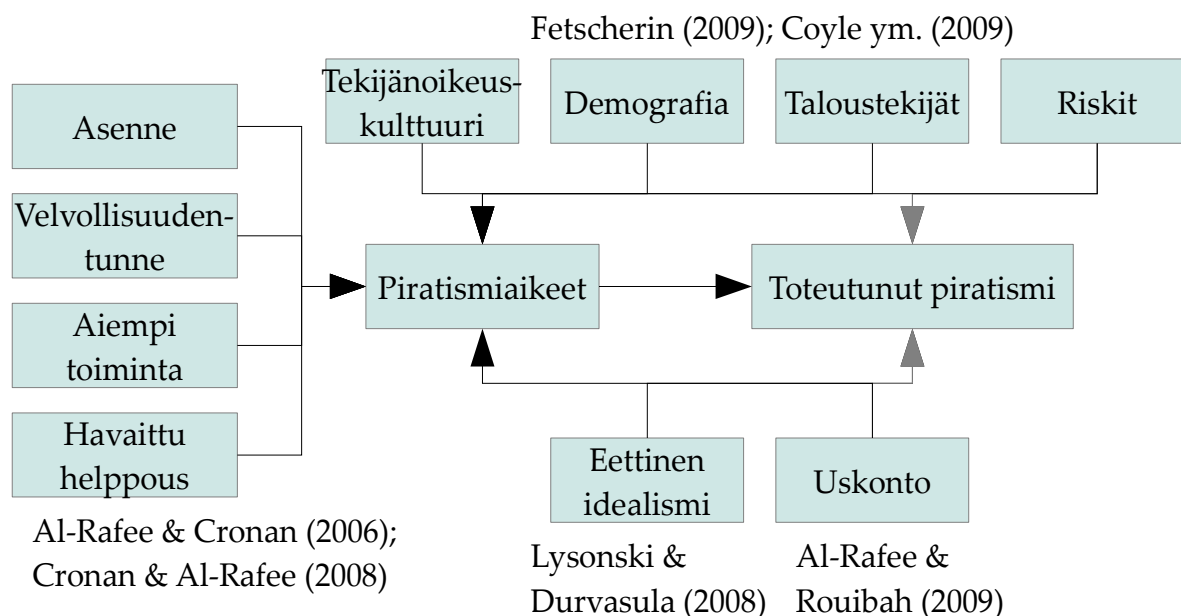 Fetscherin (2009); Coyle ym. (2009)
Tekijänoikeus-
kulttuuri
Demografia
Taloustekijät
Riskit
Asenne
Velvollisuuden-
tunne
Aiempi
toiminta
Havaittu
helppous
Al-Rafee & Cronan (2006);
Cronan & Al-Rafee (2008)
Piratismiaikeet
Toteutunut piratismi
Eettinen
idealismi
Uskonto
Lysonski &
Durvasula (2008)
Al-Rafee &
Rouibah (2009)